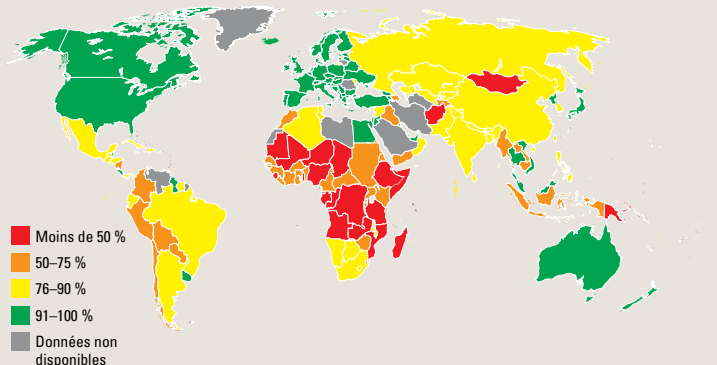 Moins de 50 %
50–75 %
76–90 %
91–100 %
Données non
disponibles